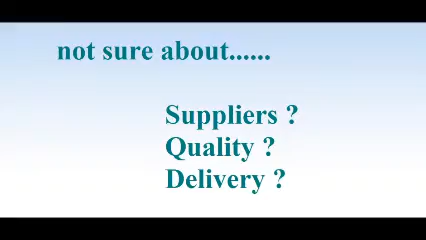 not sure about......
Suppliers ?
Quality ?
Delivery ?